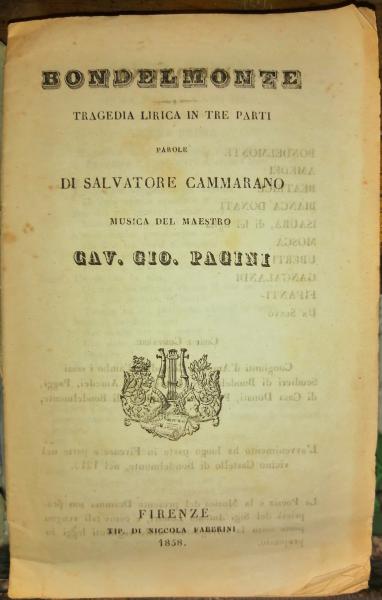 BONDELMONTE
TRAGEDIA LIRICA IN TRE PARTI
PAROLE
DI SALVATORE CAMMARANO
MUSICA DEL MAESTRO
CAV. GIO. PAGINI
FIRENZE
TIP. DI NICCOLA FABBRINI
1858.